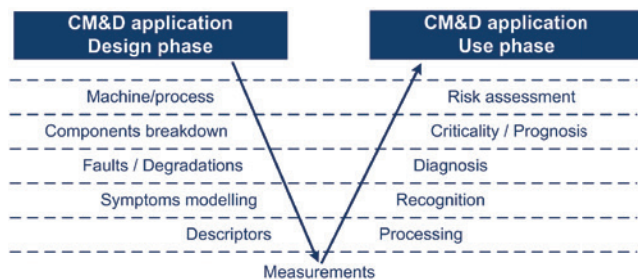 CM&D application
Design phase
CM&D application
Use phase
Machine/process
Risk assessment
Components breakdown
Criticality / Prognosis
Faults / Degradations
Diagnosis
Symptoms modelling
Recognition
Descriptors
Processing
Measurements